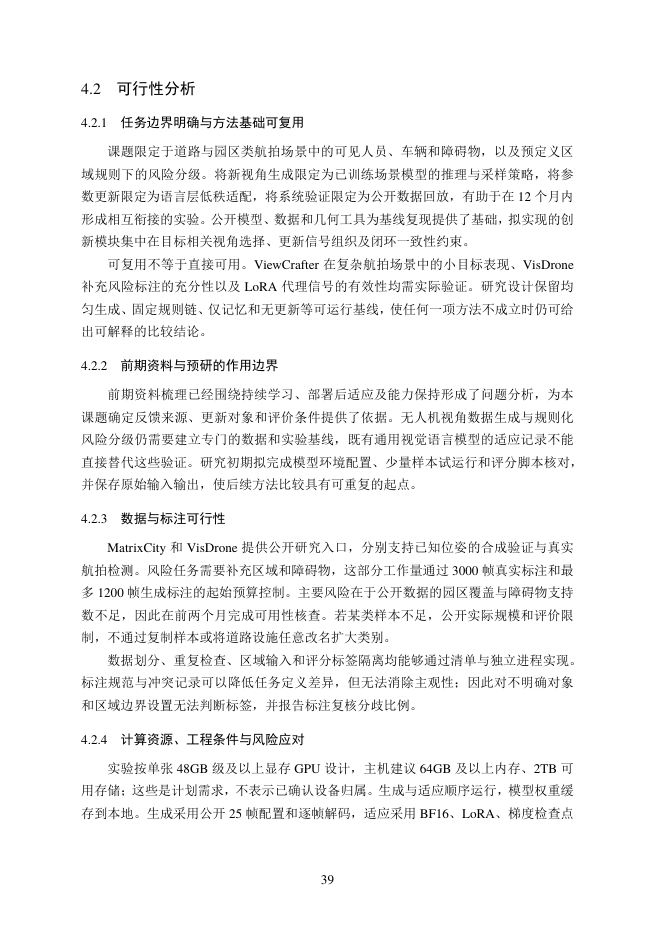 4.2 可行性分析
4.2.1 任务边界明确与方法基础可复用
课题限定于道路与园区类航拍场景中的可见人员、车辆和障碍物，以及预定义区
域规则下的风险分级。将新视角生成限定为已训练场景模型的推理与采样策略，将参
数更新限定为语言层低秩适配，将系统验证限定为公开数据回放，有助于在 12 个月内
形成相互衔接的实验。公开模型、数据和几何工具为基线复现提供了基础，拟实现的创
新模块集中在目标相关视角选择、更新信号组织及闭环一致性约束。
可复用不等于直接可用。ViewCrafter 在复杂航拍场景中的小目标表现、VisDrone
补充风险标注的充分性以及 LoRA 代理信号的有效性均需实际验证。研究设计保留均
匀生成、固定规则链、仅记忆和无更新等可运行基线，使任何一项方法不成立时仍可给
出可解释的比较结论。
4.2.2 前期资料与预研的作用边界
前期资料梳理已经围绕持续学习、部署后适应及能力保持形成了问题分析，为本
课题确定反馈来源、更新对象和评价条件提供了依据。无人机视角数据生成与规则化
风险分级仍需要建立专门的数据和实验基线，既有通用视觉语言模型的适应记录不能
直接替代这些验证。研究初期拟完成模型环境配置、少量样本试运行和评分脚本核对，
并保存原始输入输出，使后续方法比较具有可重复的起点。
4.2.3 数据与标注可行性
MatrixCity 和 VisDrone 提供公开研究入口，分别支持已知位姿的合成验证与真实
航拍检测。风险任务需要补充区域和障碍物，这部分工作量通过 3000 帧真实标注和最
多 1200 帧生成标注的起始预算控制。主要风险在于公开数据的园区覆盖与障碍物支持
数不足，因此在前两个月完成可用性核查。若某类样本不足，公开实际规模和评价限
制，不通过复制样本或将道路设施任意改名扩大类别。
数据划分、重复检查、区域输入和评分标签隔离均能够通过清单与独立进程实现。
标注规范与冲突记录可以降低任务定义差异，但无法消除主观性；因此对不明确对象
和区域边界设置无法判断标签，并报告标注复核分歧比例。
4.2.4 计算资源、工程条件与风险应对
实验按单张 48GB 级及以上显存 GPU 设计，主机建议 64GB 及以上内存、2TB 可
用存储；这些是计划需求，不表示已确认设备归属。生成与适应顺序运行，模型权重缓
存到本地。生成采用公开 25 帧配置和逐帧解码，适应采用 BF16、LoRA、梯度检查点
39